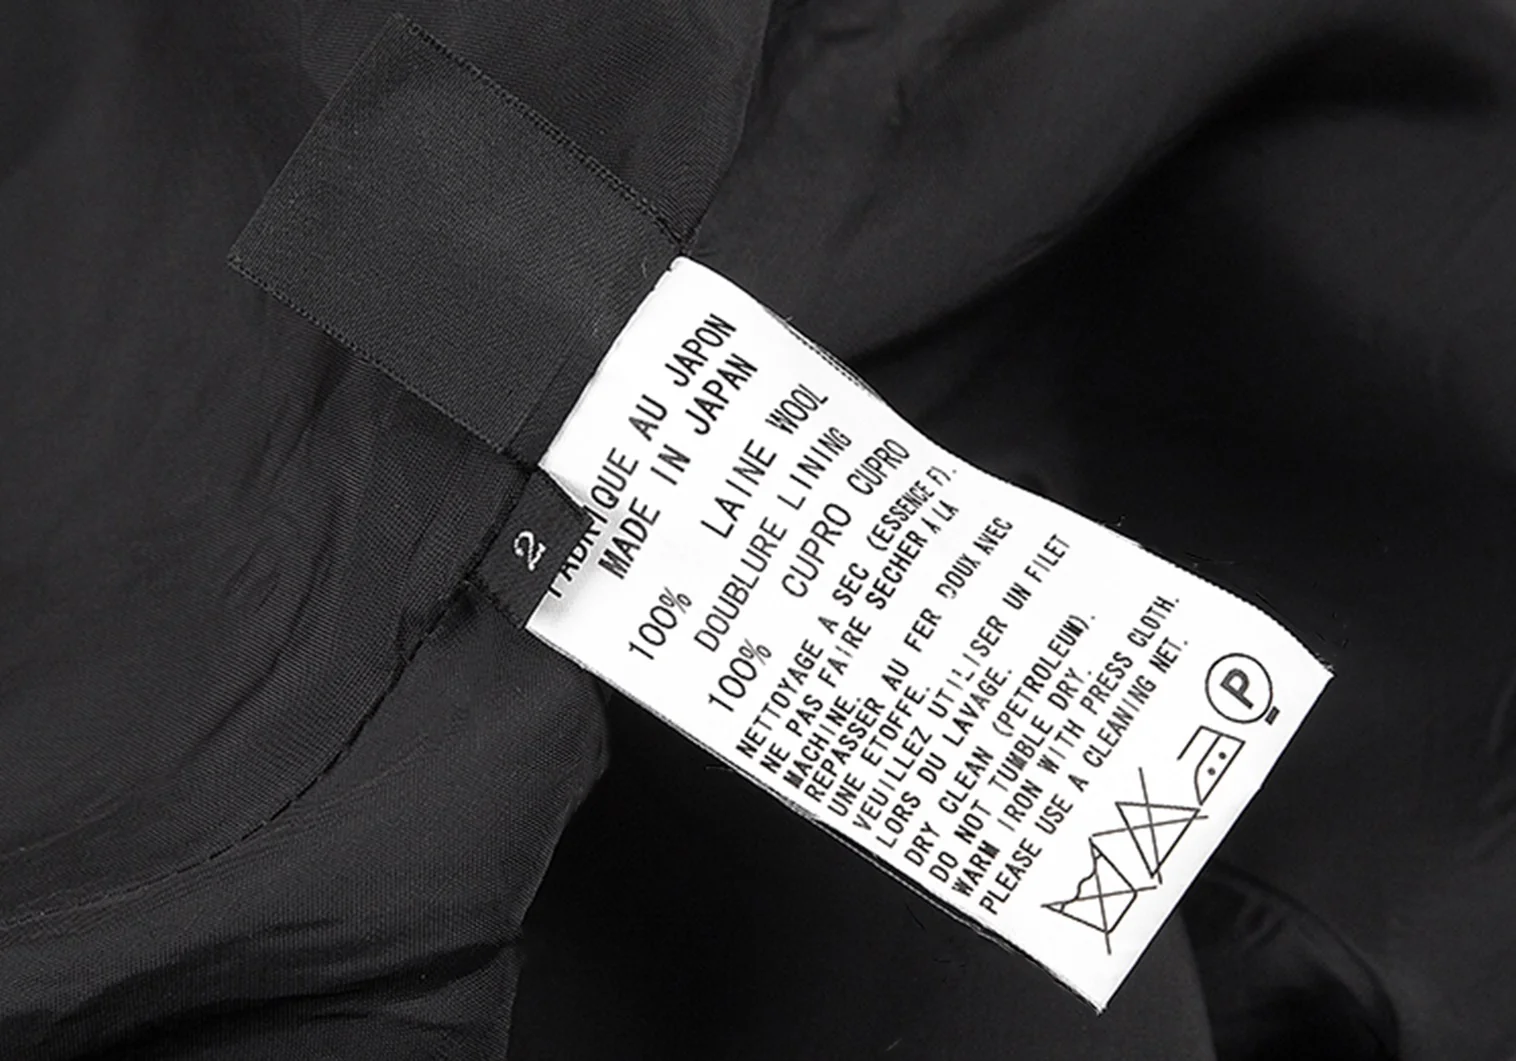 2
FABRIQUE AU JAPON
MADE IN JAPAN
100% LAINE WOOL
DOUBLURE LINING
100% CUPRO CUPRO
NETTOYAGE A SEC (ESSENCE F).
NE PAS FAIRE SECHER À LA
MACHINE.
REPASSER AU FER DOUX AVEC
UNE ETOFFE.
VEUILLEZ UTILISER UN FILET
LORS DU LAVAGE.
DRY CLEAN (PETROLEUM).
DO NOT TUMBLE DRY.
WARM IRON WITH PRESS CLOTH.
PLEASE USE A CLEANING NET.
P